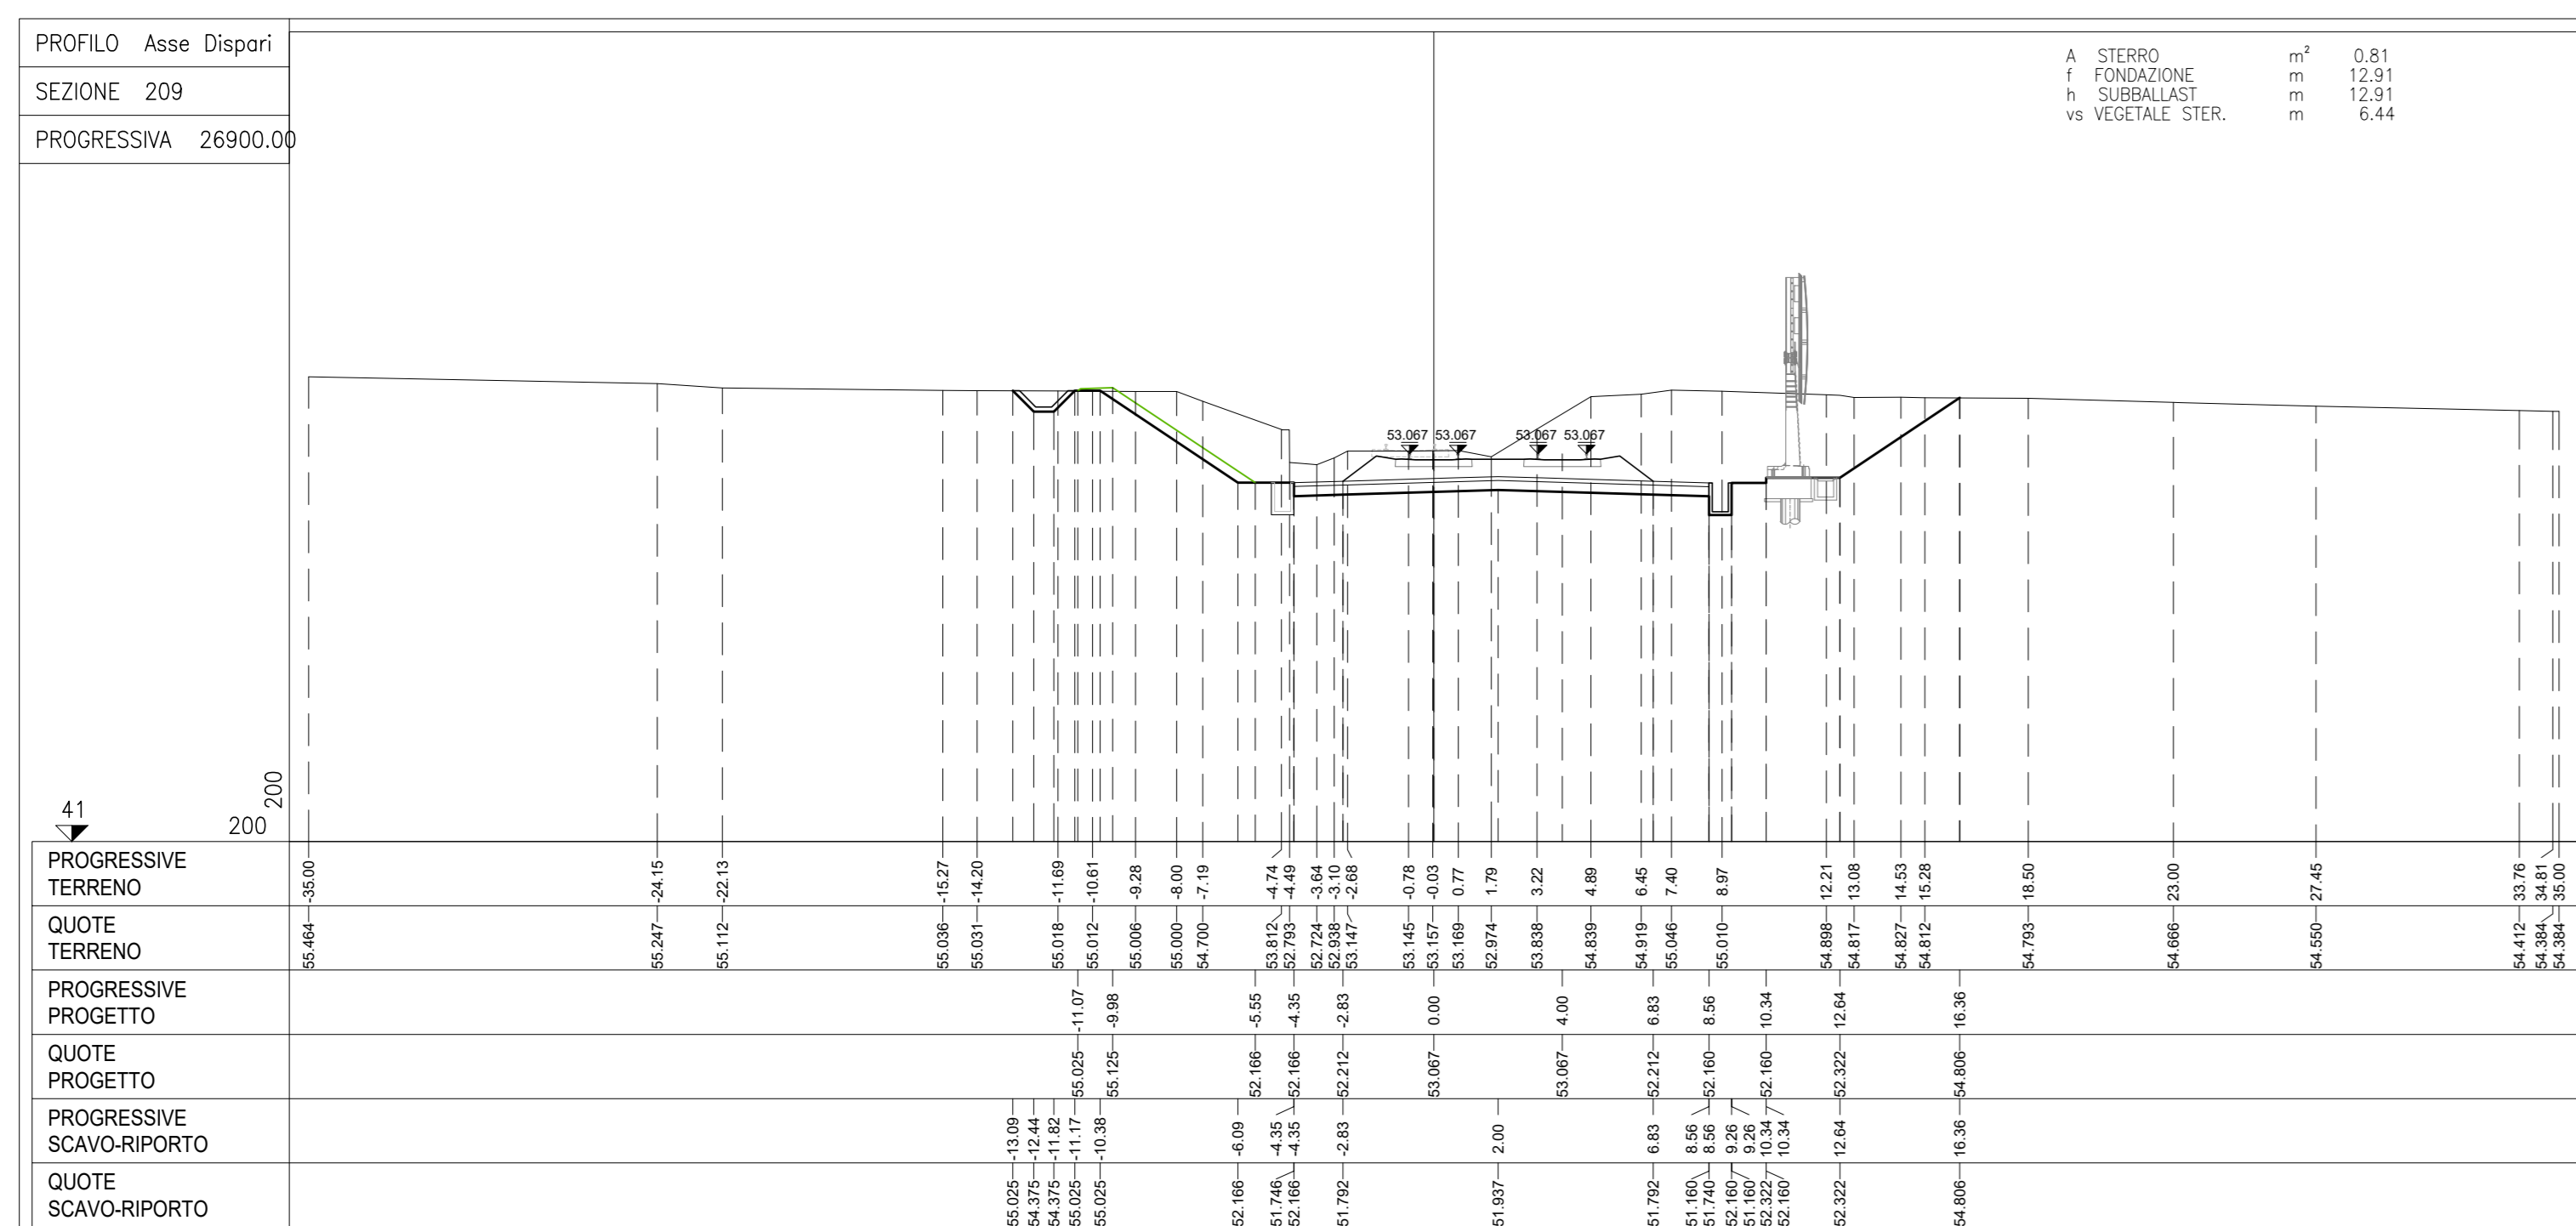 PROFILO Asse Dispari
SEZIONE 209
PROGRESSIVA 26900.00
A STERRO m² 0.81
f FONDAZIONE m 12.91
h SUBBALLAST m 12.91
vs VEGETALE STER. m 6.44
53.067 53.067 53.067 53.067
200
41
200
PROGRESSIVE
TERRENO
-35.00 -24.15 -22.13 -15.27 -14.20 -11.69 -10.61 -9.28 -8.00 -7.19 -4.74 -4.49 -3.64 -3.10 -2.68 -0.78 -0.03 0.77 1.79 3.22 4.89 6.45 7.40 8.97 12.21 13.08 14.53 15.28 18.50 23.00 27.45 33.76 34.81 35.00
QUOTE
TERRENO
55.464 55.247 55.112 55.036 55.031 55.018 55.012 55.006 55.000 54.700 53.812 52.793 52.724 52.938 53.147 53.145 53.157 53.169 52.974 53.838 54.839 54.919 55.046 55.010 54.898 54.817 54.827 54.812 54.793 54.666 54.550 54.412 54.384 54.384
PROGRESSIVE
PROGETTO
-11.07 -9.98 -5.55 -4.35 -2.83 0.00 4.00 6.83 8.56 10.34 12.64 16.36
QUOTE
PROGETTO
55.025 55.125 52.166 52.166 52.212 53.067 53.067 52.212 52.160 52.160 52.322 54.806
PROGRESSIVE
SCAVO-RIPORTO
-13.09 -12.44 -11.82 -11.17 -10.38 -6.09 -4.35 -4.35 -2.83 2.00 6.83 8.56 8.56 9.26 9.26 10.34 10.34 12.64 16.36
QUOTE
SCAVO-RIPORTO
55.025 54.375 54.375 55.025 55.025 52.166 51.746 52.166 51.792 51.937 51.792 51.160 51.740 52.160 51.160 52.322 52.160 52.322 54.806